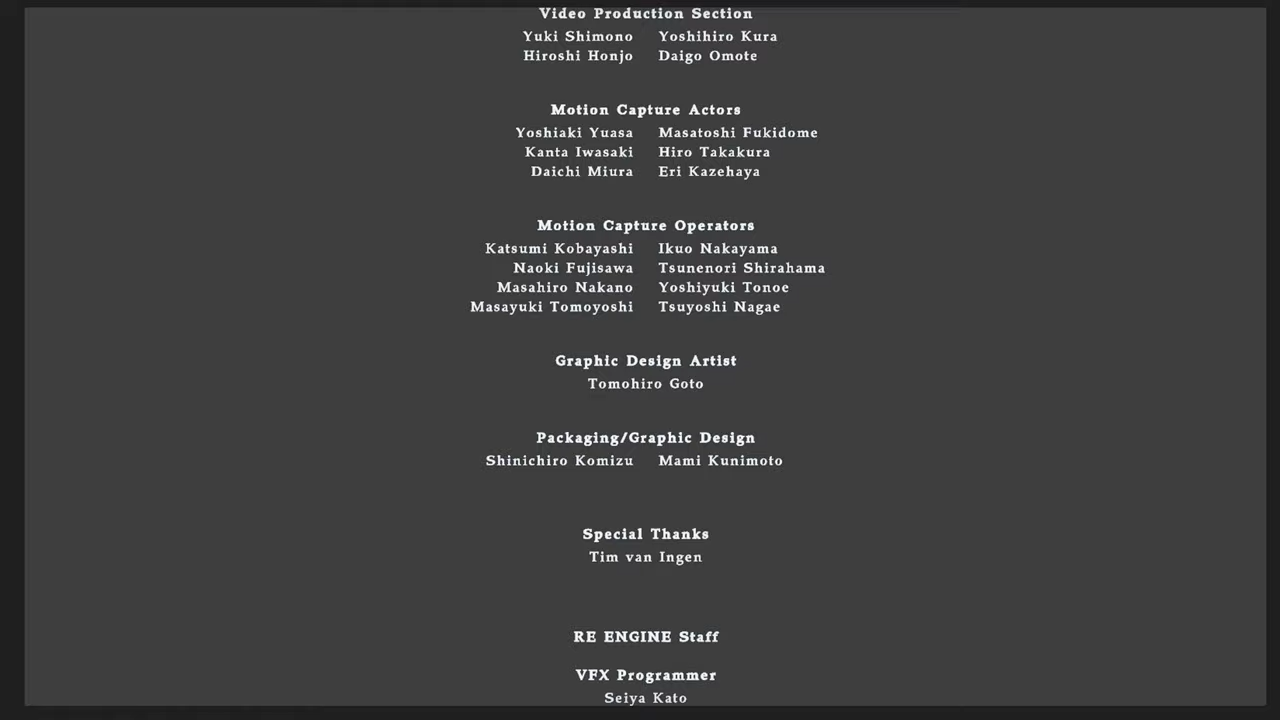 Video Production Section
Yuki Shimono Yoshihiro Kura
Hiroshi Honjo Daigo Omote
Motion Capture Actors
Yoshiaki Yuasa Masatoshi Fukidome
Kanta Iwasaki Hiro Takakura
Daichi Miura Eri Kazehaya
Motion Capture Operators
Katsumi Kobayashi Ikuo Nakayama
Naoki Fujisawa Tsunenori Shirahama
Masahiro Nakano Yoshiyuki Tonoe
Masayuki Tomoyoshi Tsuyoshi Nagae
Graphic Design Artist
Tomohiro Goto
Packaging/Graphic Design
Shinichiro Komizu Mami Kunimoto
Special Thanks
Tim van Ingen
RE ENGINE Staff
VFX Programmer
Seiya Kato